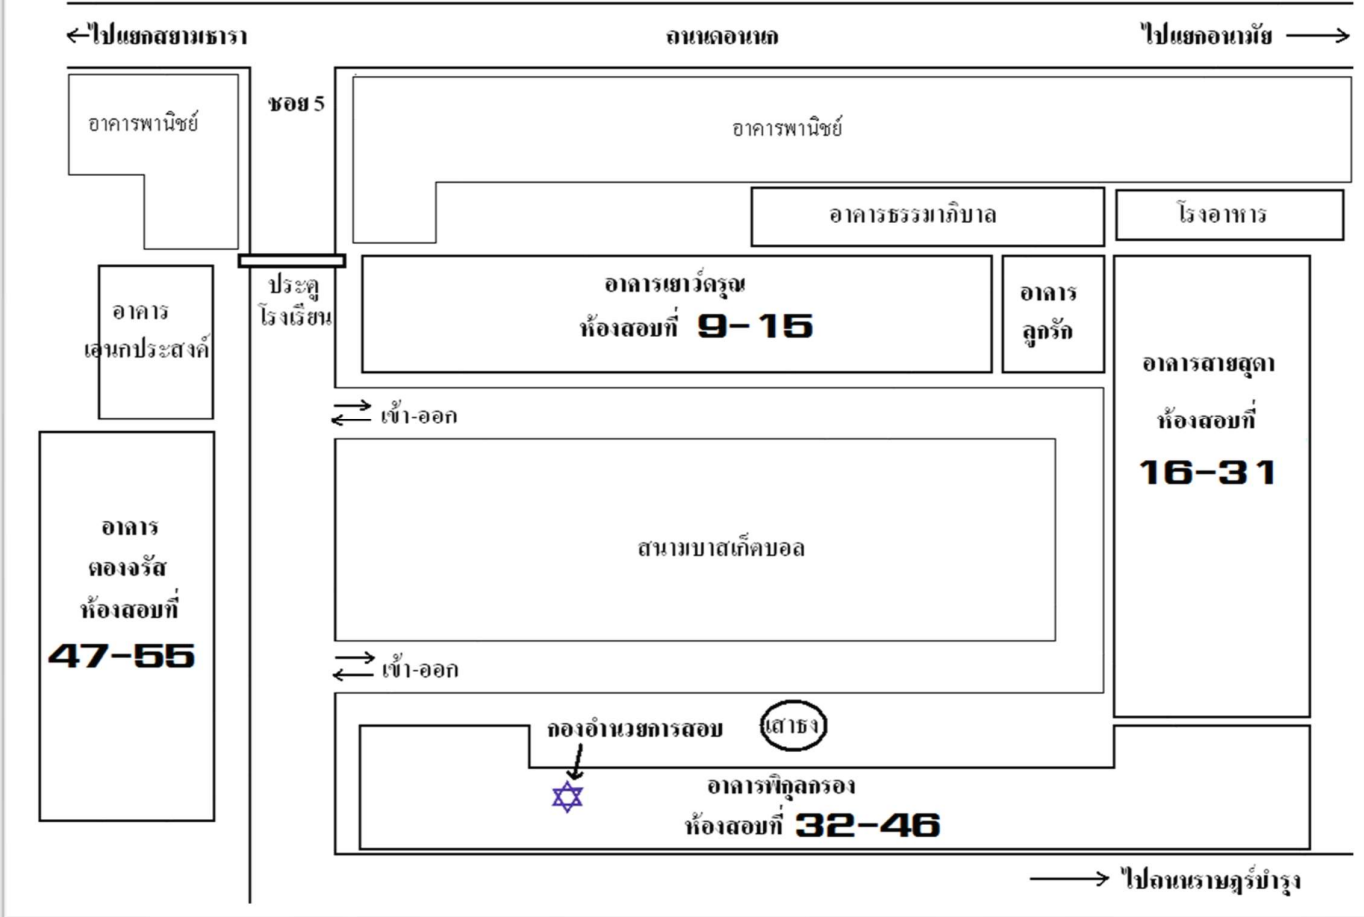 ไปแยกสยามธารา
ถนนดอนนก
ไปแยกอนามัย
ซอย 5
อาคารพานิชย์
อาคารพานิชย์
อาคารธรรมาภิบาล
โรงอาหาร
ประตู
โรงเรียน
อาคารเยาว์ดรุณ
ห้องสอบที่ 9-15
อาคาร
ลูกรัก
อาคาร
เอนกประสงค์
อาคารสายสุดา
ห้องสอบที่
16-31
เข้า-ออก
สนามบาสเก็ตบอล
อาคาร
ตองจรัส
ห้องสอบที่
47-55
เข้า-ออก
กองอำนวยการสอบ
เสาธง
อาคารพิกุลกรอง
ห้องสอบที่ 32-46
ไปถนนราษฎร์บำรุง